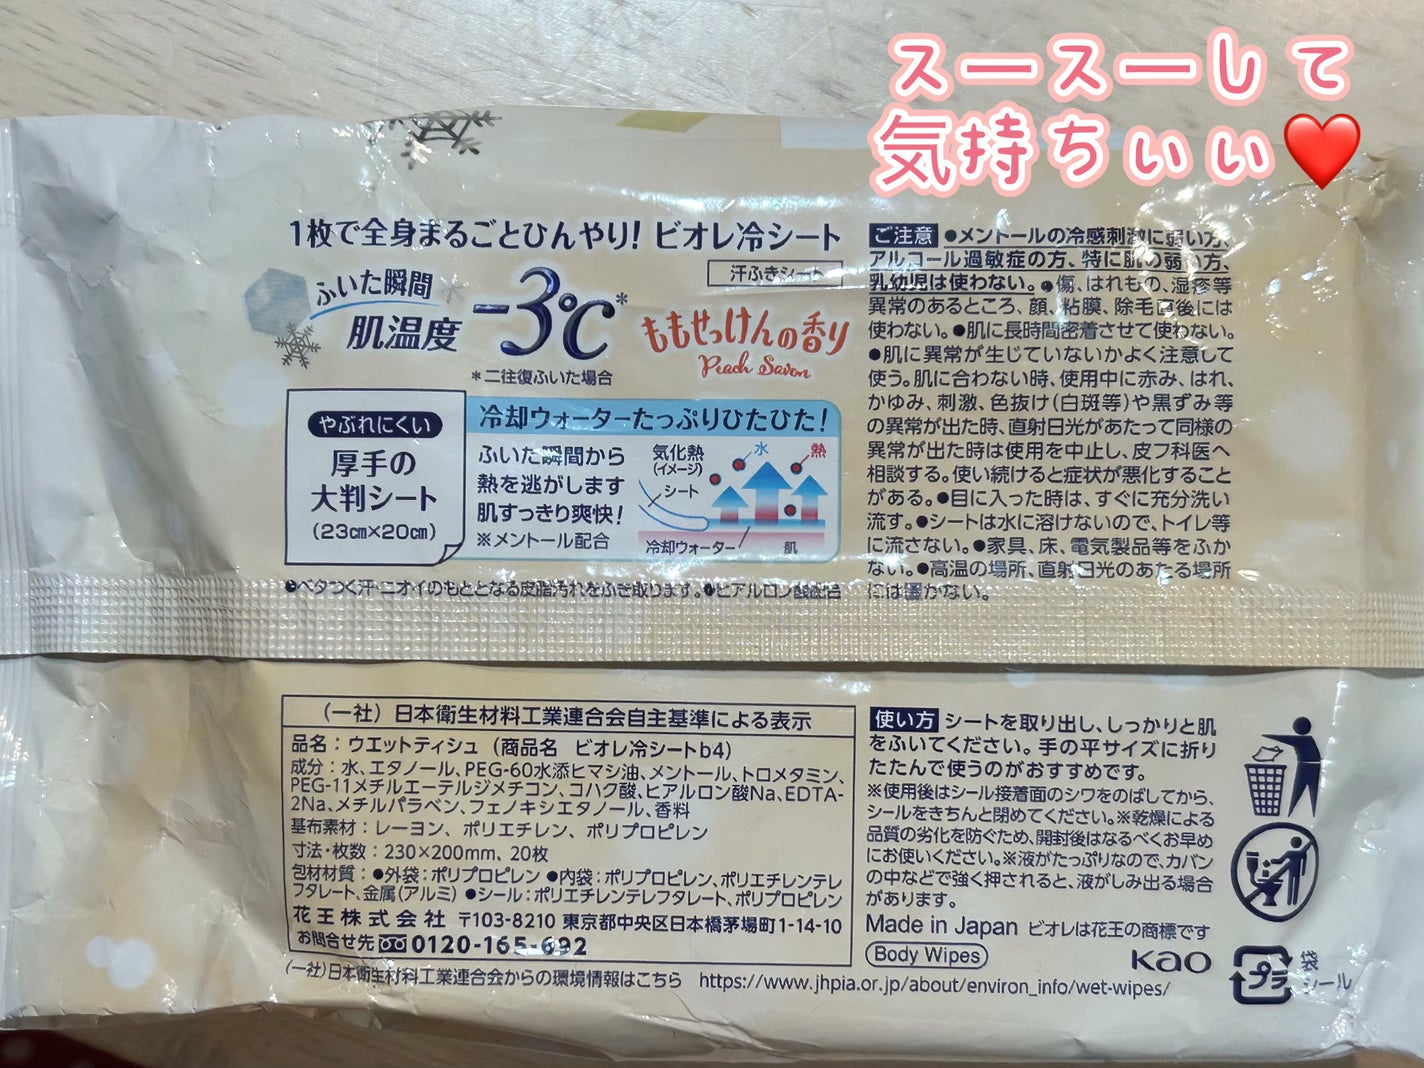 スースーして
気持ちぃぃ❤
1枚で全身まるごとひんやり! ビオレ冷シート
汗ふきシート
ふいた瞬間
肌温度
-3℃*
*二往復ふいた場合
ももせっけんの香り
Peach Savon
やぶれにくい
厚手の
大判シート
(23cm×20cm)
冷却ウォーターたっぷりひたひた!
ふいた瞬間から
熱を逃がします
肌すっきり爽快!
※メントール配合
気化熱
(イメージ)
水
熱
シート
冷却ウォーター
肌
●ベタつく汗・ニオイのもととなる皮脂汚れをふき取ります。●ヒアルロン酸配合
ご注意 ●メントールの冷感刺激に弱い方、
アルコール過敏症の方、特に肌の弱い方、
乳幼児は使わない。●傷、はれもの、湿疹等
異常のあるところ、顔、粘膜、除毛直後には
使わない。●肌に長時間密着させて使わない。
●肌に異常が生じていないかよく注意して
使う。肌に合わない時、使用中に赤み、はれ、
かゆみ、刺激、色抜け(白斑等)や黒ずみ等
の異常が出た時、直射日光があたって同様の
異常が出た時は使用を中止し、皮フ科医へ
相談する。使い続けると症状が悪化すること
がある。●目に入った時は、すぐに充分洗い
流す。●シートは水に溶けないので、トイレ等
に流さない。●家具、床、電気製品等をふか
ない。●高温の場所、直射日光のあたる場所
には置かない。
(一社)日本衛生材料工業連合会自主基準による表示
品名:ウエットティシュ(商品名 ビオレ冷シートb4)
成分:水、エタノール、PEG-60水添ヒマシ油、メントール、トロメタミン、
PEG-11メチルエーテルジメチコン、コハク酸、ヒアルロン酸Na、EDTA-
2Na、メチルパラベン、フェノキシエタノール、香料
基布素材:レーヨン、ポリエチレン、ポリプロピレン
寸法・枚数:230×200mm、20枚
包材材質:●外袋:ポリプロピレン ●内袋:ポリプロピレン、ポリエチレンテレ
フタレート、金属(アルミ) ●シール:ポリエチレンテレフタレート、ポリプロピレン
花王株式会社 〒103-8210 東京都中央区日本橋茅場町1-14-10
お問合せ先 0120-165-692
(一社)日本衛生材料工業連合会からの環境情報はこちら https://www.jhpia.or.jp/about/environ_info/wet-wipes/
使い方 シートを取り出し、しっかりと肌
をふいてください。手の平サイズに折り
たたんで使うのがおすすめです。
※使用後はシール接着面のシワをのばしてから、
シールをきちんと閉めてください。※乾燥による
品質の劣化を防ぐため、開封後はなるべくお早め
にお使いください。※液がたっぷりなので、カバン
の中などで強く押されると、液がしみ出る場合
があります。
Made in Japan ビオレは花王の商標です
Body Wipes
Kao
プラ
袋
シール